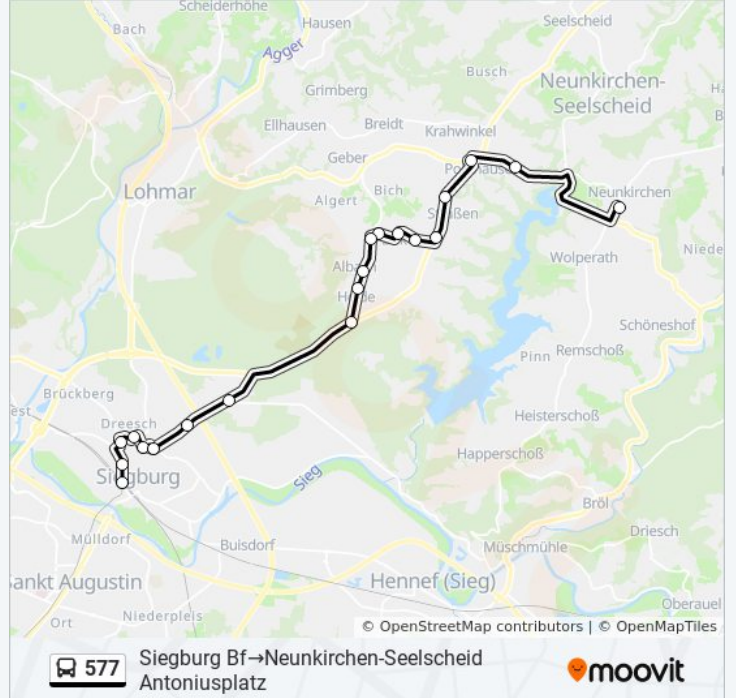 Scheiderhöhe
Bach
Hausen
Seelscheid
Agger
Busch
Neunkirchen-
Seelscheid
Grimberg
Ellhausen
Breidt
Krahwinkel
Geber
Lohmar
Bich
Algert
Neunkirchen
Wolperath
Niede
Schöneshof
Pinn
Remschoß
Brückberg
Dreesch
Heisterschoß
Happerschoß
Siegburg
Sieg
Bröl
Driesch
Mülldorf
Buisdorf
Müschmühle
ankt Augustin
Hennef (Sieg)
Oberauel
Niederpleis
Ort
© OpenStreetMap contributors | © OpenMapTiles
577
Siegburg Bf→Neunkirchen-Seelscheid
Antoniusplatz
moovit